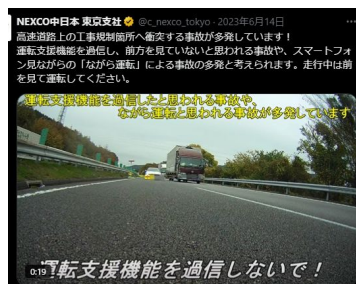 NEXCO中日本 東京支社 @c_nexco_tokyo · 2023年6月14日
高速道路上の工事規制箇所へ衝突する事故が多発しています！
運転支援機能を過信し、前方を見ていないと思われる事故や、スマートフォ
ン見ながらの「ながら運転」による事故の多発と考えられます。走行中は前
を見て運転してください。
運転支援機能を過信したと思われる事故や、
ながら運転と思われる事故が多発しています
0:19
運転支援機能を過信しないで！